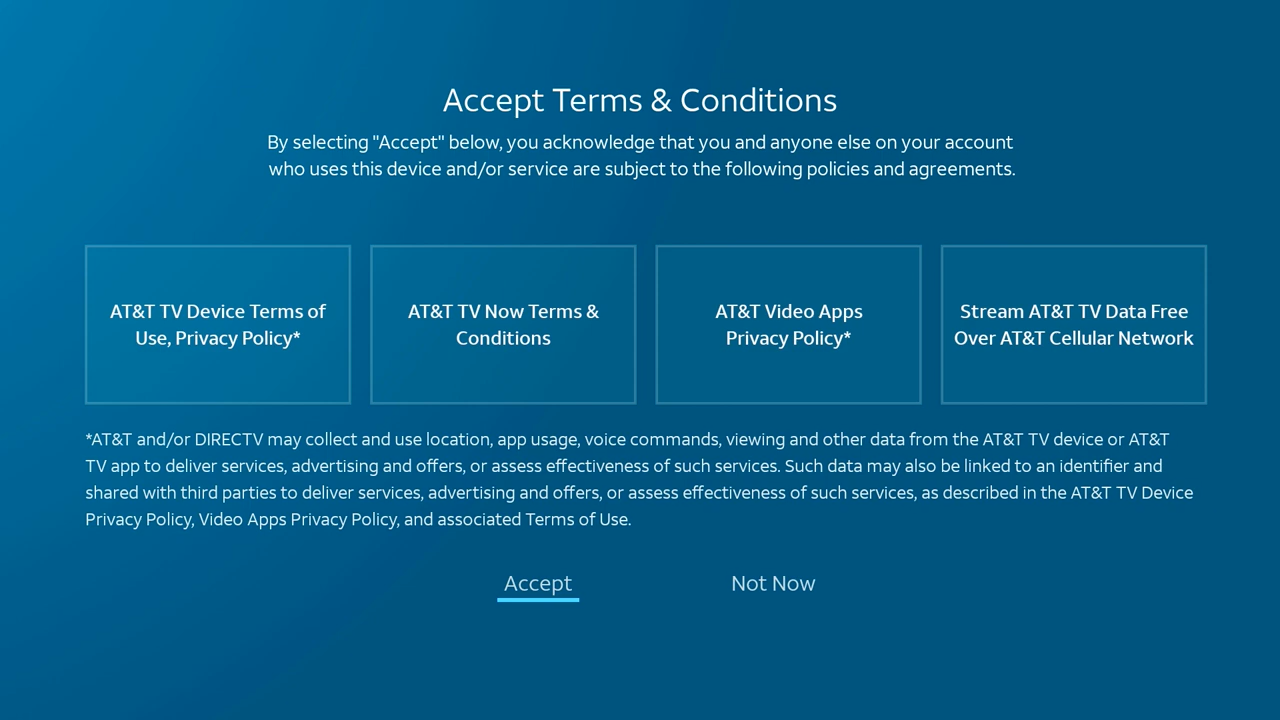 Accept Terms & Conditions
By selecting "Accept" below, you acknowledge that you and anyone else on your account
who uses this device and/or service are subject to the following policies and agreements.
AT&T TV Device Terms of
Use, Privacy Policy*
AT&T TV Now Terms &
Conditions
AT&T Video Apps
Privacy Policy*
Stream AT&T TV Data Free
Over AT&T Cellular Network
*AT&T and/or DIRECTV may collect and use location, app usage, voice commands, viewing and other data from the AT&T TV device or AT&T
TV app to deliver services, advertising and offers, or assess effectiveness of such services. Such data may also be linked to an identifier and
shared with third parties to deliver services, advertising and offers, or assess effectiveness of such services, as described in the AT&T TV Device
Privacy Policy, Video Apps Privacy Policy, and associated Terms of Use.
Accept
Not Now